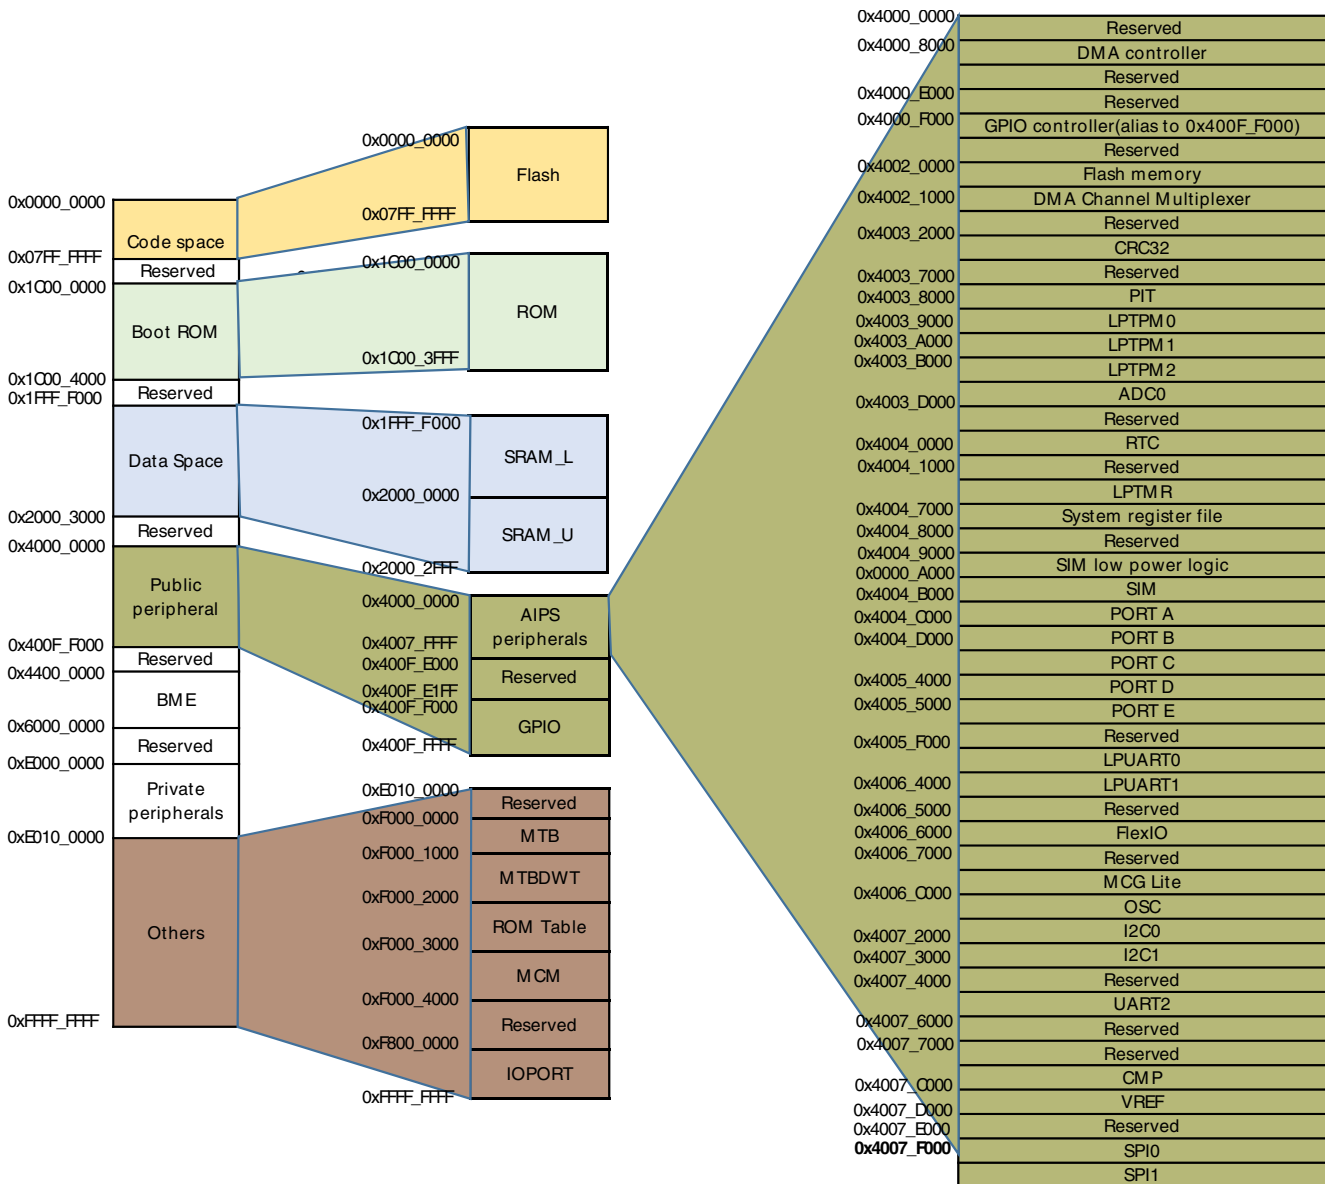 0x0000_0000
Code space
0x07FF_FFFF
Reserved
0x1C00_0000
Boot ROM
0x1C00_4000
0x1FFF_F000
Reserved
Data Space
0x2000_3000
Reserved
0x4000_0000
Public
peripheral
0x400F_F000
Reserved
0x4400_0000
BME
0x6000_0000
Reserved
0xE000_0000
Private
peripherals
0xE010_0000
Others
0xFFFF_FFFF
0x0000_0000
Flash
0x07FF_FFFF
0x1C00_0000
ROM
0x1C00_3FFF
0x1FFF_F000
SRAM_L
0x2000_0000
SRAM_U
0x2000_2FFF
0x4000_0000
AIPS
peripherals
0x4007_FFFF
0x400F_E000
Reserved
0x400F_E1FF
0x400F_F000
GPIO
0x400F_FFFF
0xE010_0000
Reserved
0xF000_0000
MTB
0xF000_1000
MTBDWT
0xF000_2000
ROM Table
0xF000_3000
MCM
0xF000_4000
Reserved
0xF800_0000
IOPORT
0xFFFF_FFFF
0x4000_0000
Reserved
0x4000_8000
DMA controller
Reserved
0x4000_E000
Reserved
0x4000_F000
GPIO controller(alias to 0x400F_F000)
Reserved
0x4002_0000
Flash memory
0x4002_1000
DMA Channel Multiplexer
Reserved
0x4003_2000
CRC32
Reserved
0x4003_7000
PIT
0x4003_8000
LPTPM0
0x4003_9000
LPTPM1
0x4003_A000
0x4003_B000
LPTPM2
ADC0
0x4003_D000
Reserved
RTC
0x4004_0000
Reserved
0x4004_1000
LPTMR
0x4004_7000
System register file
0x4004_8000
Reserved
0x4004_9000
SIM low power logic
0x0000_A000
SIM
0x4004_B000
PORT A
0x4004_C000
PORT B
0x4004_D000
PORT C
0x4005_4000
PORT D
0x4005_5000
PORT E
Reserved
0x4005_F000
LPUART0
0x4006_4000
LPUART1
0x4006_5000
Reserved
0x4006_6000
FlexIO
0x4006_7000
Reserved
MCG Lite
0x4006_C000
OSC
I2C0
0x4007_2000
I2C1
0x4007_3000
0x4007_4000
Reserved
UART2
0x4007_6000
Reserved
0x4007_7000
Reserved
CMP
0x4007_C000
VREF
0x4007_D000
Reserved
0x4007_E000
0x4007_F000
SPI0
SPI1